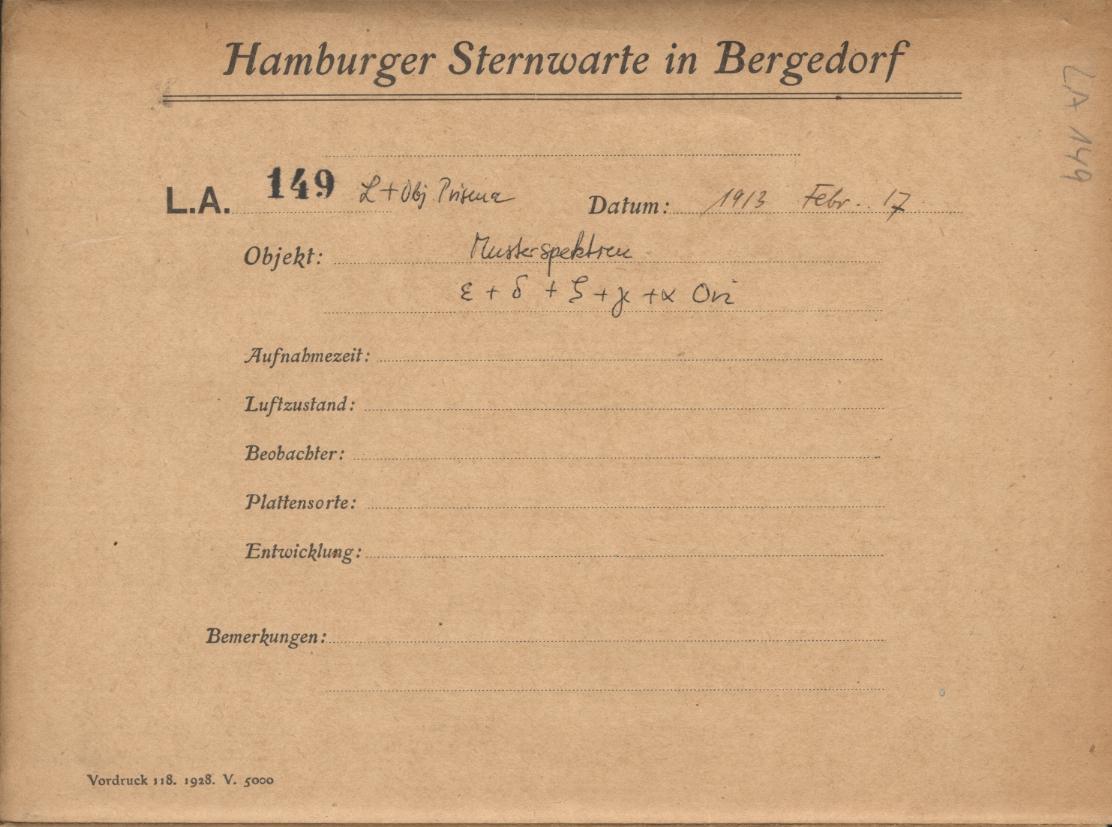 Hamburger Sternwarte in Bergedorf
LA 149
L.A. 149 L+Obj Prisma Datum: 1913 Febr. 17
Objekt: Musterspektren
ε + δ + ζ + γ + α Ori
Aufnahmezeit:
Luftzustand:
Beobachter:
Plattensorte:
Entwicklung:
Bemerkungen:
Vordruck 118. 1928. V. 5000